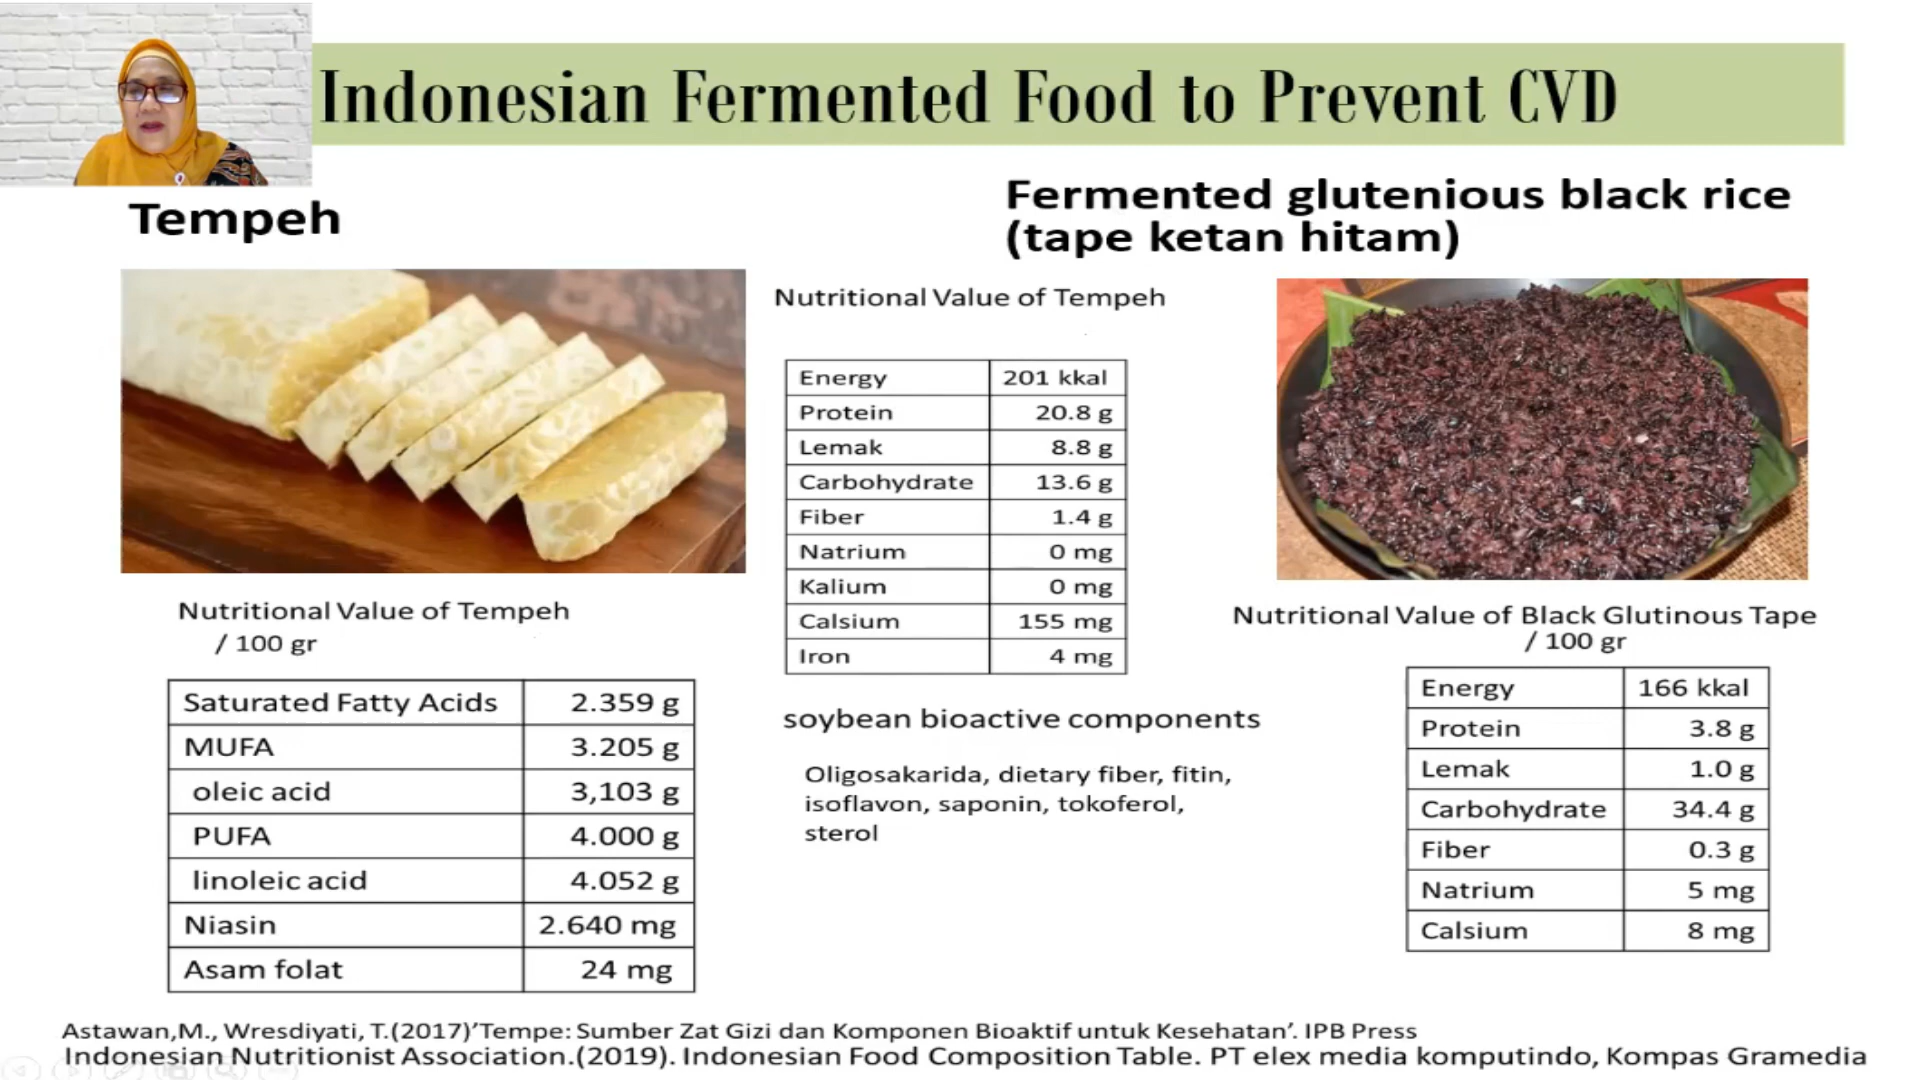 Indonesian Fermented Food to Prevent CVD
Tempeh
Fermented glutenious black rice
(tape ketan hitam)
Nutritional Value of Tempeh
Energy 201 kkal
Protein 20.8 g
Lemak 8.8 g
Carbohydrate 13.6 g
Fiber 1.4 g
Natrium 0 mg
Kalium 0 mg
Calsium 155 mg
Iron 4 mg
Nutritional Value of Tempeh
/ 100 gr
Saturated Fatty Acids 2.359 g
MUFA 3.205 g
oleic acid 3,103 g
PUFA 4.000 g
linoleic acid 4.052 g
Niasin 2.640 mg
Asam folat 24 mg
soybean bioactive components
Oligosakarida, dietary fiber, fitin,
isoflavon, saponin, tokoferol,
sterol
Nutritional Value of Black Glutinous Tape
/ 100 gr
Energy 166 kkal
Protein 3.8 g
Lemak 1.0 g
Carbohydrate 34.4 g
Fiber 0.3 g
Natrium 5 mg
Calsium 8 mg
Astawan,M., Wresdiyati, T.(2017)’Tempe: Sumber Zat Gizi dan Komponen Bioaktif untuk Kesehatan’. IPB Press
Indonesian Nutritionist Association.(2019). Indonesian Food Composition Table. PT elex media komputindo, Kompas Gramedia